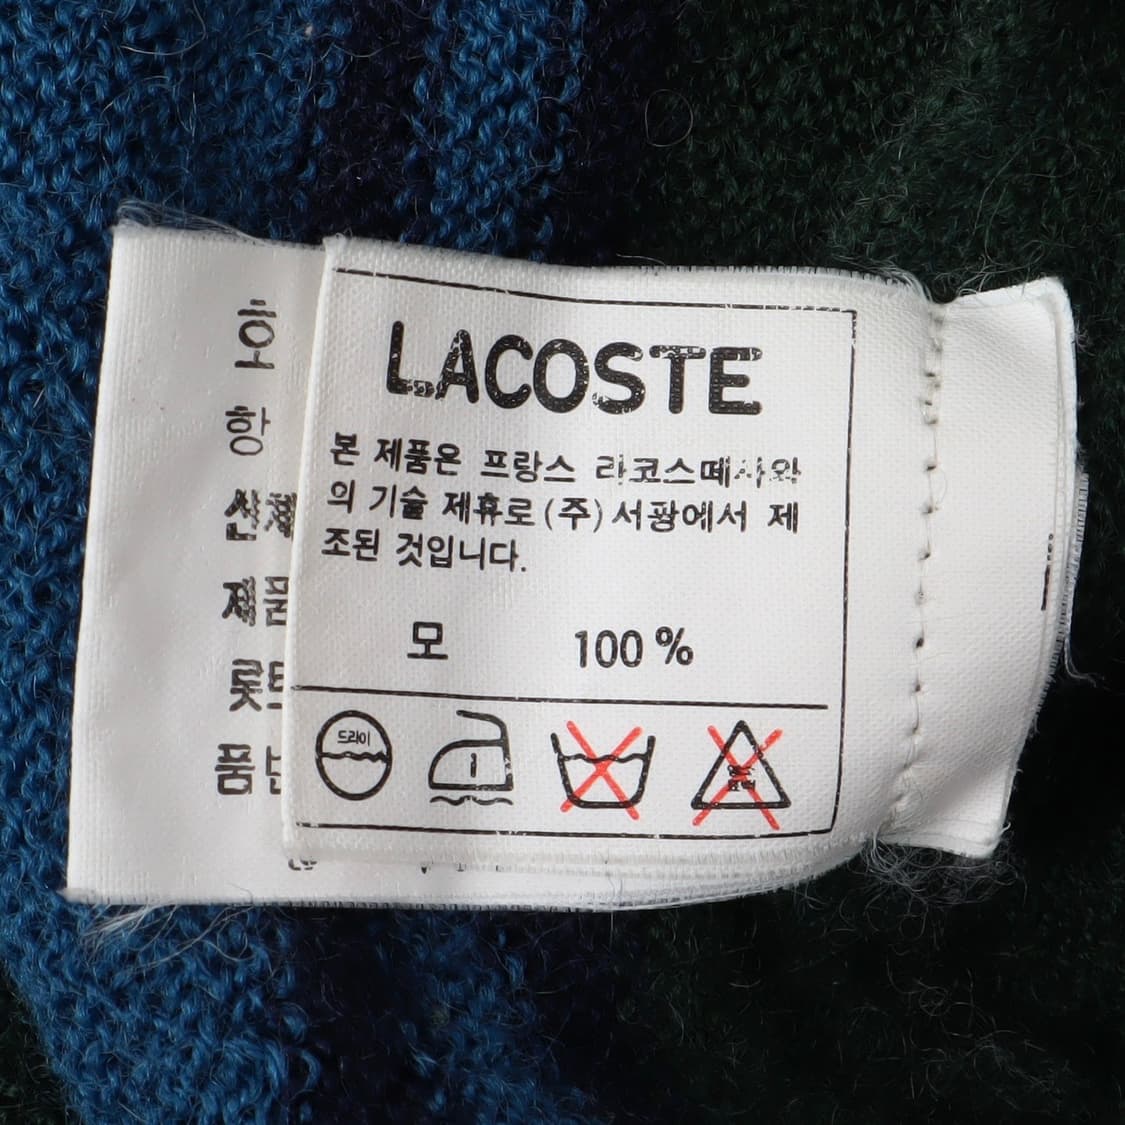 LACOSTE
본 제품은 프랑스 라코스떼사와
의 기술 제휴로 (주) 서광에서 제
조된 것입니다.
모 100 %
드라이
호
항
신체
제품
롯트
품번